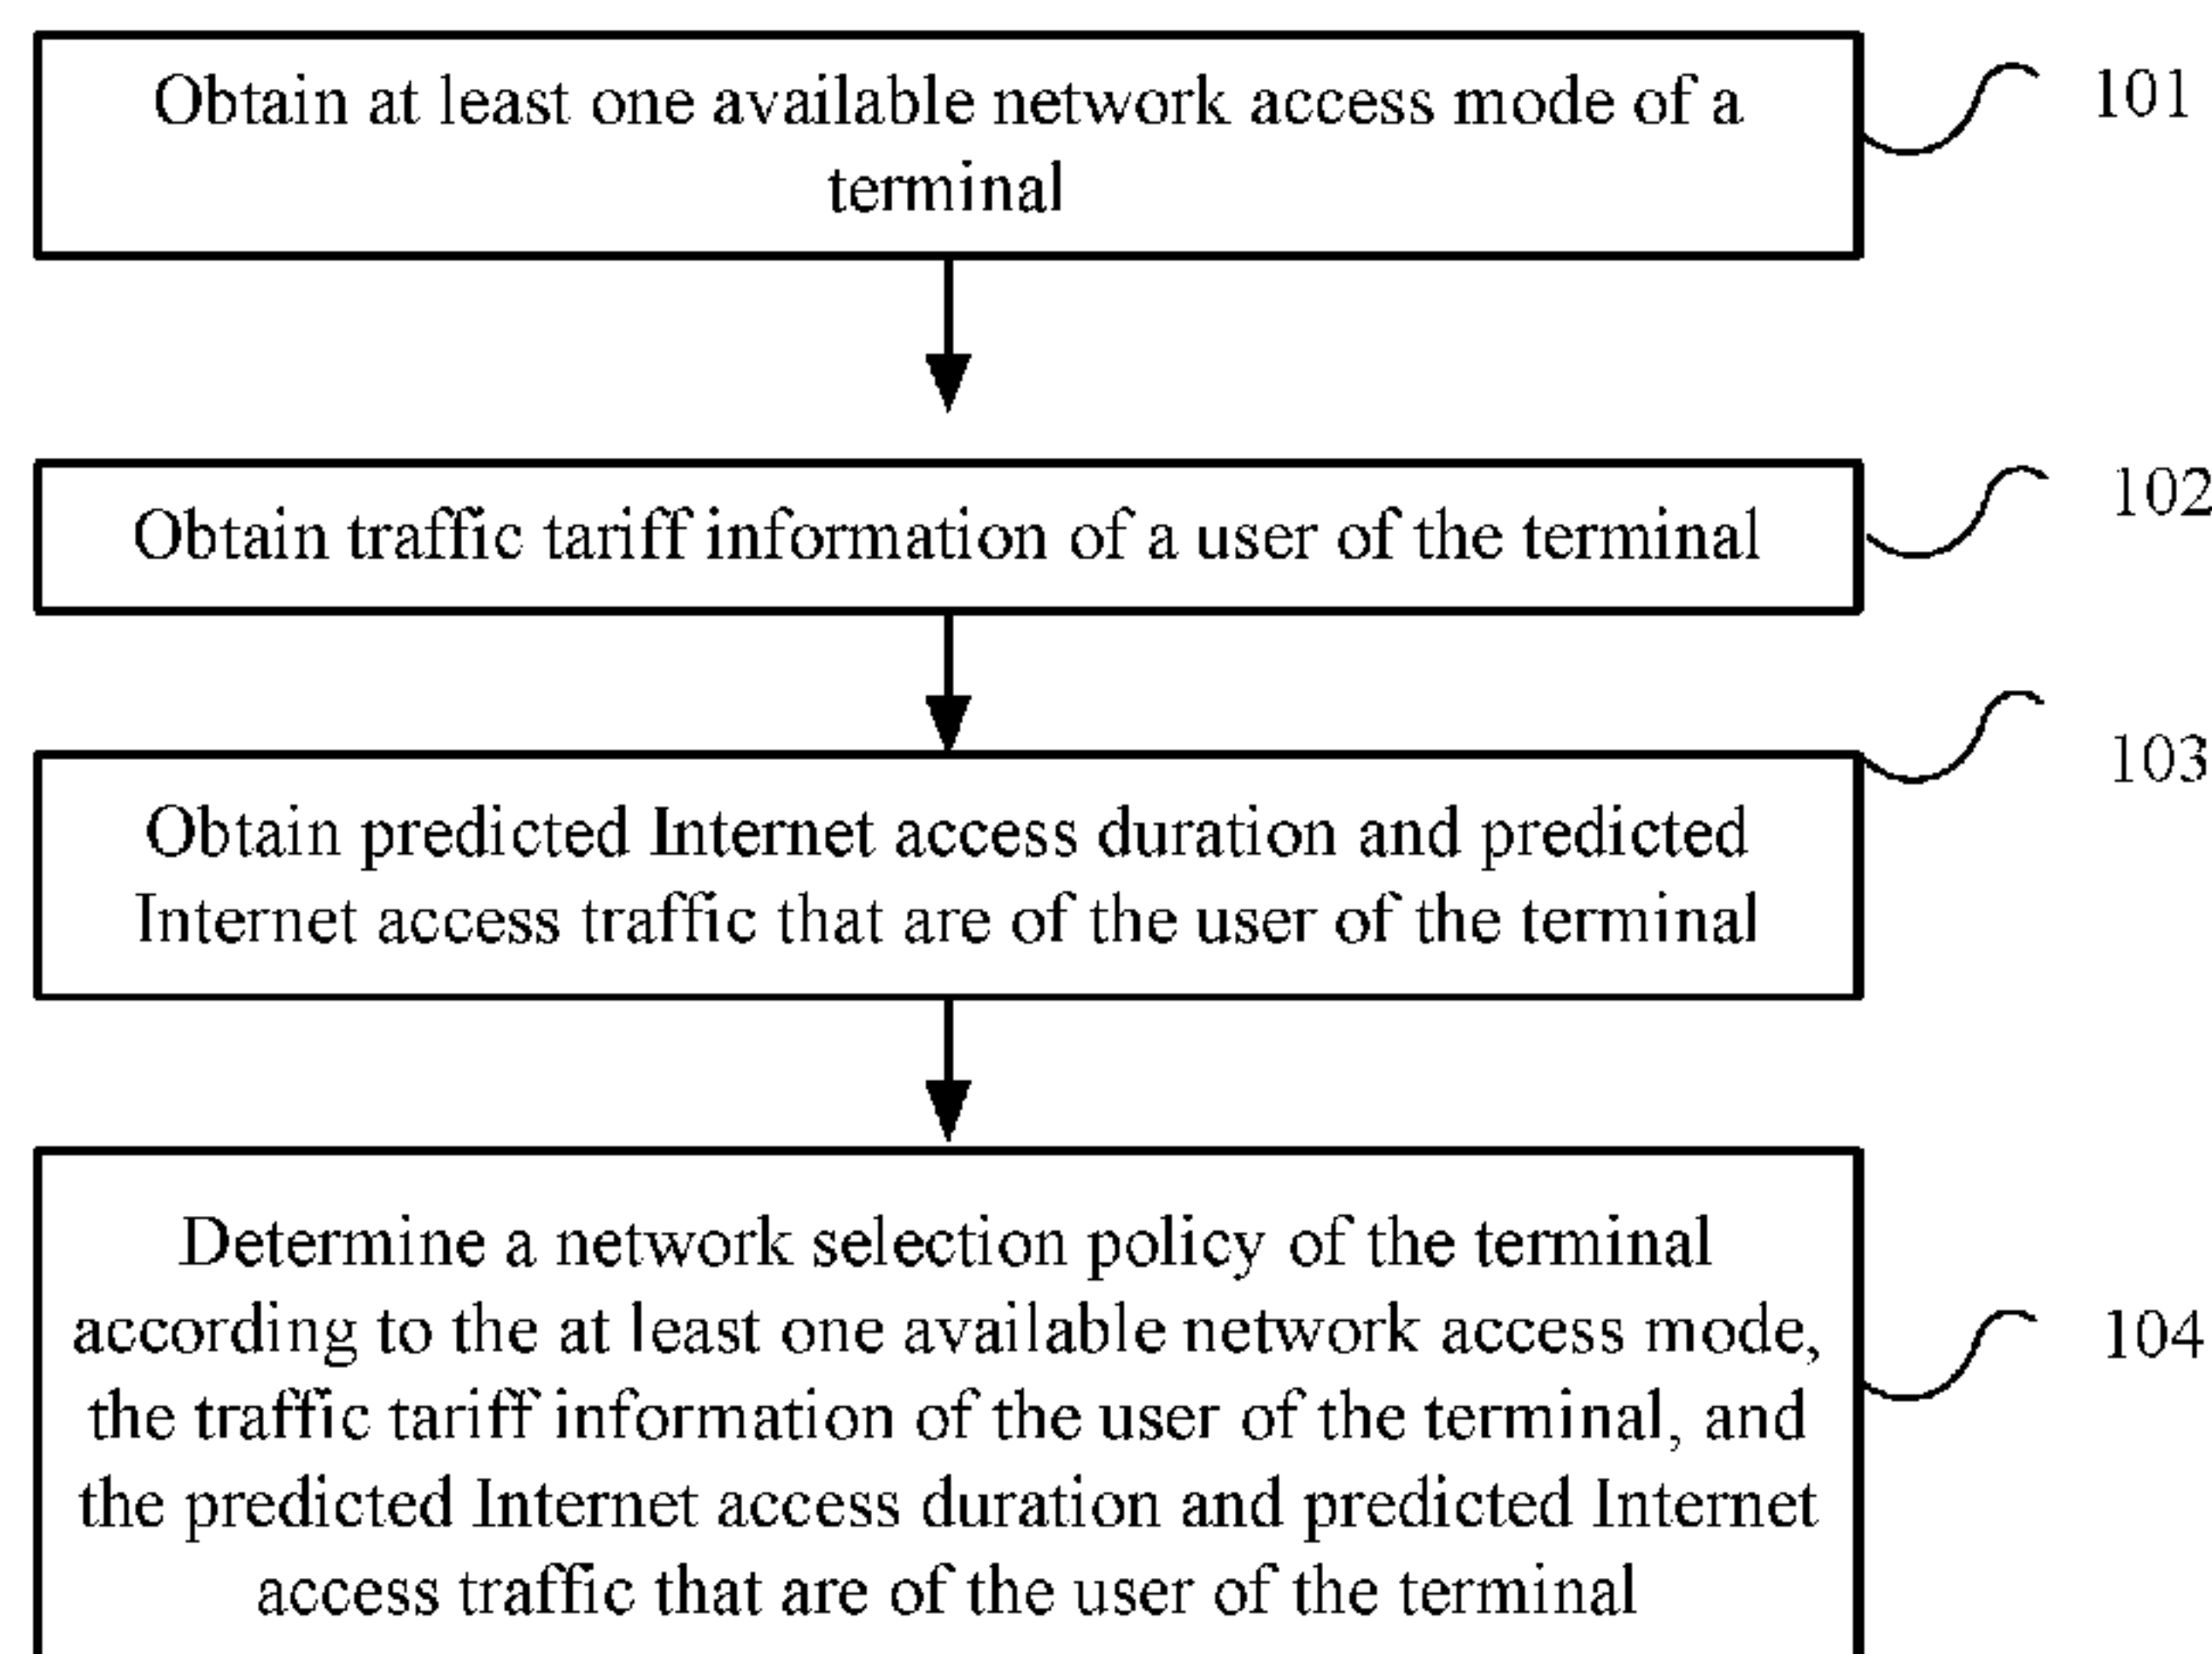 Obtain at least one available network access mode of a
terminal
101
Obtain traffic tariff information of a user of the terminal
102
Obtain predicted Internet access duration and predicted
Internet access traffic that are of the user of the terminal
103
Determine a network selection policy of the terminal
according to the at least one available network access mode,
the traffic tariff information of the user of the terminal, and
the predicted Internet access duration and predicted Internet
access traffic that are of the user of the terminal
104